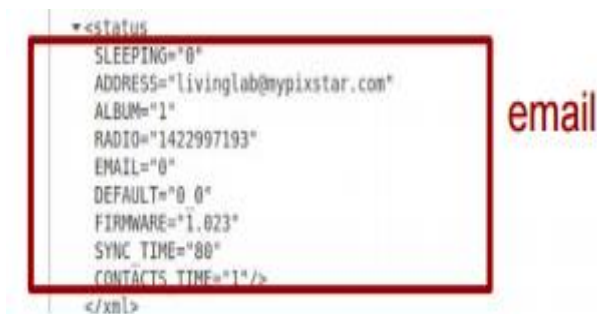 ▼<status
SLEEPING="0"
ADDRESS="livinglab@mypixstar.com"
ALBUM="1"
RADIO="1422997193"
EMAIL="0"
DEFAULT="0_0"
FIRMWARE="1.023"
SYNC_TIME="80"
CONTACTS_TIME="1"/>
</xml>
email